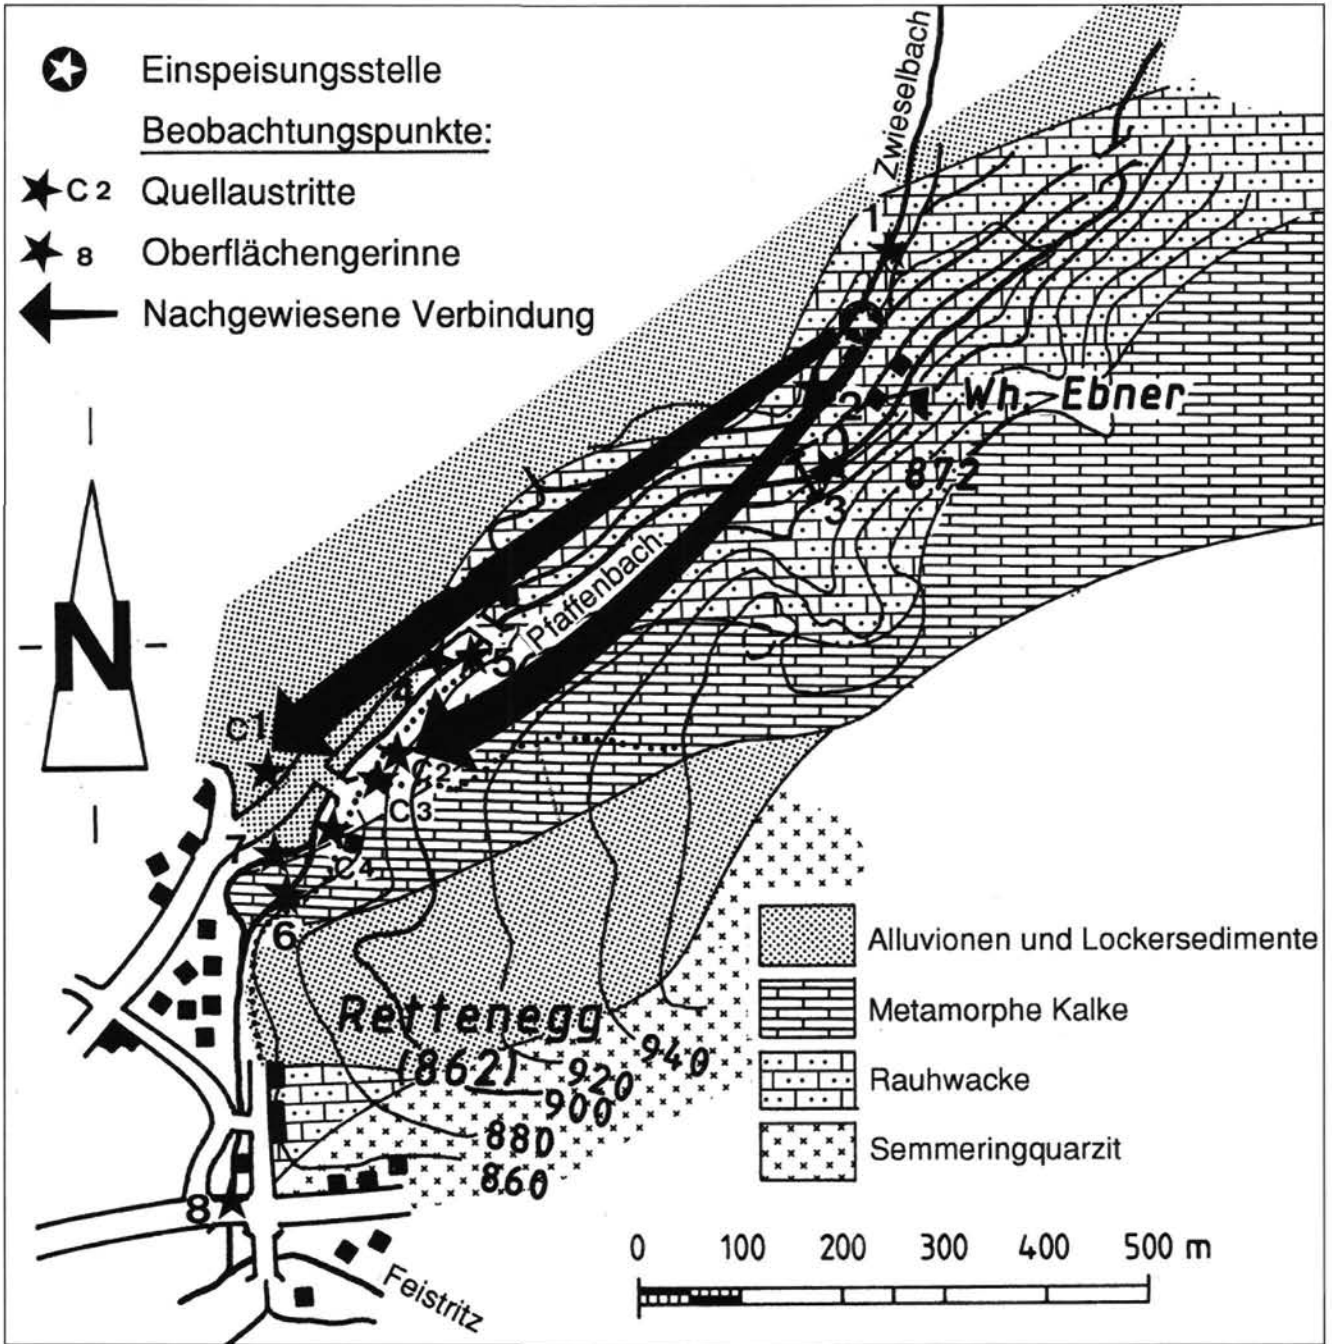 Einspeisungsstelle
Beobachtungspunkte:
C 2 Quellaustritte
8 Oberflächengerinne
Nachgewiesene Verbindung
Zwieselbach
1
2
Wh. Ebner
872
3
Pfaffenbach
N
5
4
C1
C2
C3
7
C4
6
Alluvionen und Lockersedimente
Metamorphe Kalke
Rauhwacke
Semmeringquarzit
Rettenegg
(862)
940
920
900
880
860
8
Feistritz
0 100 200 300 400 500 m